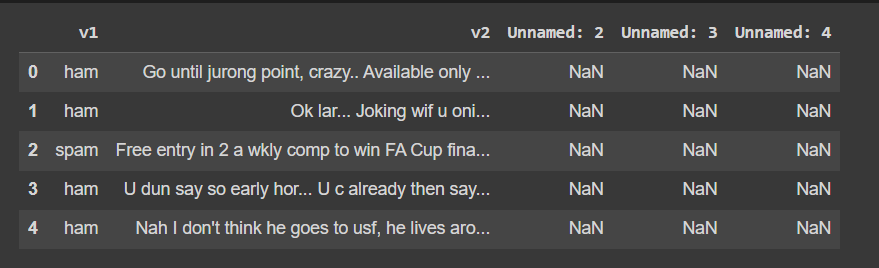 v1 v2 Unnamed: 2 Unnamed: 3 Unnamed: 4
0 ham Go until jurong point, crazy.. Available only ... NaN NaN NaN
1 ham Ok lar... Joking wif u oni... NaN NaN NaN
2 spam Free entry in 2 a wkly comp to win FA Cup fina... NaN NaN NaN
3 ham U dun say so early hor... U c already then say... NaN NaN NaN
4 ham Nah I don't think he goes to usf, he lives aro... NaN NaN NaN